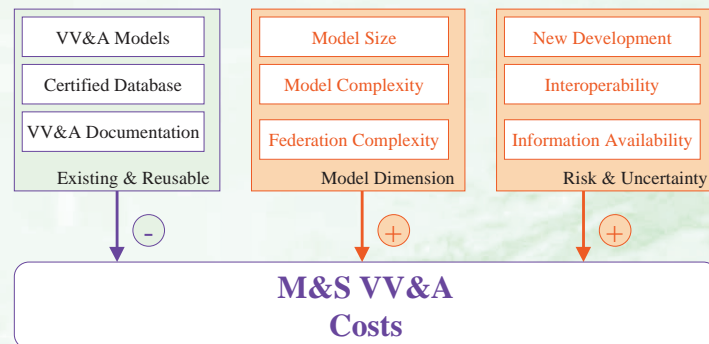 VV&A Models
Certified Database
VV&A Documentation
Existing & Reusable
Model Size
Model Complexity
Federation Complexity
Model Dimension
New Development
Interoperability
Information Availability
Risk & Uncertainty
-
+
+
M&S VV&A
Costs